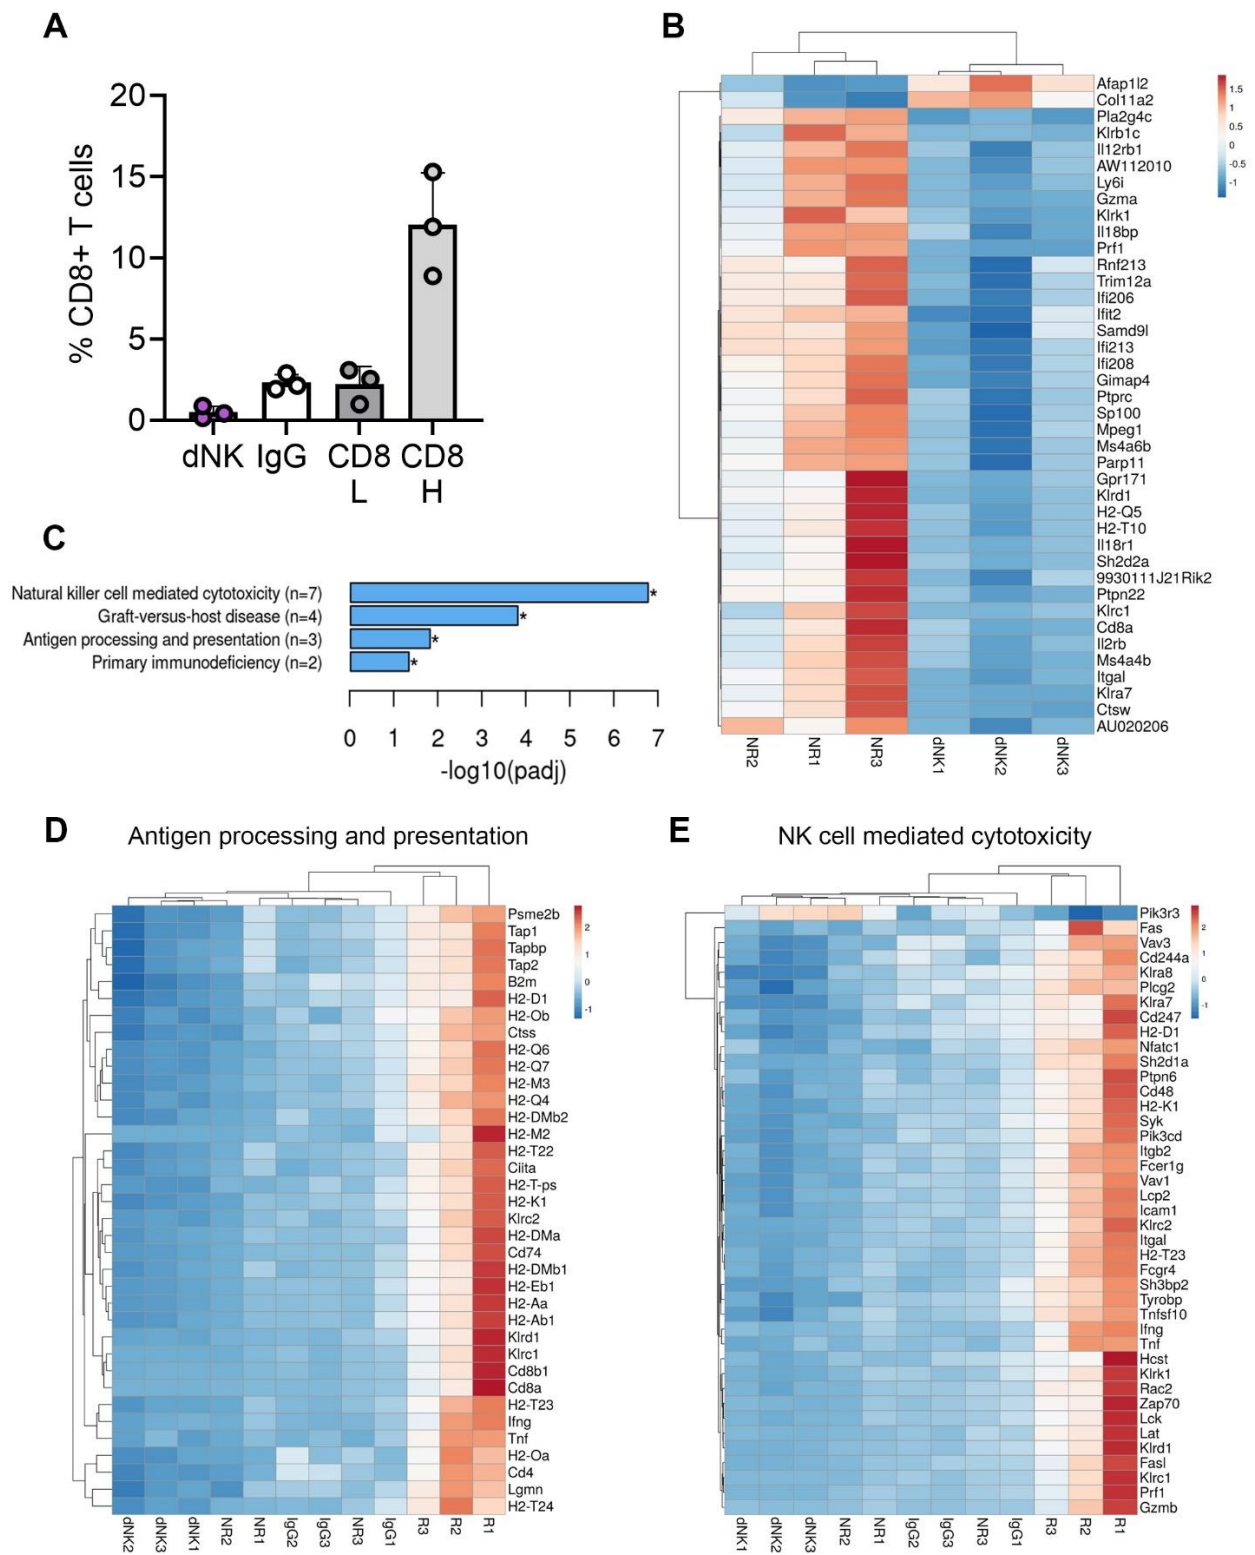 A
20
15
10
5
0
% CD8+ T cells
dNK IgG CD8 CD8
L H
B
Afap1l2
Col11a2
Pla2g4c
Klrb1c
Il12rb1
AW112010
Ly6i
Gzma
Klrk1
Il18bp
Prf1
Rnf213
Trim12a
Ifi206
Ifit2
Samd9l
Ifi213
Ifi208
Gimap4
Ptprc
Sp100
Mpeg1
Ms4a6b
Parp11
Gpr171
Klrd1
H2-Q5
H2-T10
Il18r1
Sh2d2a
9930111J21Rik2
Ptpn22
Klrc1
Cd8a
Il2rb
Ms4a4b
Itgal
Klra7
Ctsw
AU020206
NR2 NR1 NR3 dNK1 dNK2 dNK3
1.5
1
0.5
0
-0.5
-1
C
Natural killer cell mediated cytotoxicity (n=7) *
Graft-versus-host disease (n=4) *
Antigen processing and presentation (n=3) *
Primary immunodeficiency (n=2) *
0 1 2 3 4 5 6 7
-log10(padj)
D Antigen processing and presentation
Psme2b
Tap1
Tapbp
Tap2
B2m
H2-D1
H2-Ob
Ctss
H2-Q6
H2-Q7
H2-M3
H2-Q4
H2-DMb2
H2-M2
H2-T22
Ciita
H2-T-ps
H2-K1
Klrc2
H2-DMa
Cd74
H2-DMb1
H2-Eb1
H2-Aa
H2-Ab1
Klrd1
Klrc1
Cd8b1
Cd8a
H2-T23
Ifng
Tnf
H2-Oa
Cd4
Lgmn
H2-T24
dNK2 dNK3 dNK1 NR2 NR1 IgG2 IgG3 NR3 IgG1 R3 R2 R1
2
1
0
-1
E NK cell mediated cytotoxicity
Pik3r3
Fas
Vav3
Cd244a
Klra8
Plcg2
Klra7
Cd247
H2-D1
Nfatc1
Sh2d1a
Ptpn6
Cd48
H2-K1
Syk
Pik3cd
Itgb2
Fcer1g
Vav1
Lcp2
Icam1
Klrc2
Itgal
H2-T23
Fcgr4
Sh3bp2
Tyrobp
Tnfsf10
Ifng
Tnf
Hcst
Klrk1
Rac2
Zap70
Lck
Lat
Klrd1
Fasl
Klrc1
Prf1
Gzmb
dNK1 dNK2 dNK3 NR2 NR1 IgG2 IgG3 NR3 IgG1 R3 R2 R1
2
1
0
-1